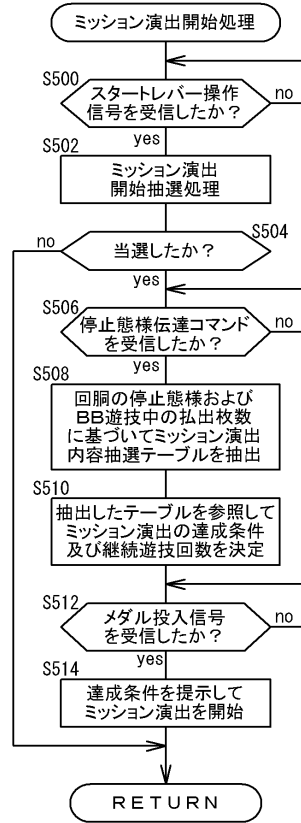 ミッション演出開始処理
S500
スタートレバー操作
信号を受信したか？
no
yes
S502
ミッション演出
開始抽選処理
S504
no
当選したか？
yes
S506
停止態様伝達コマンド
を受信したか？
no
yes
S508
回胴の停止態様および
BB遊技中の払出枚数
に基づいてミッション演出
内容抽選テーブルを抽出
S510
抽出したテーブルを参照して
ミッション演出の達成条件
及び継続遊技回数を決定
S512
メダル投入信号
を受信したか？
no
yes
S514
達成条件を提示して
ミッション演出を開始
RETURN